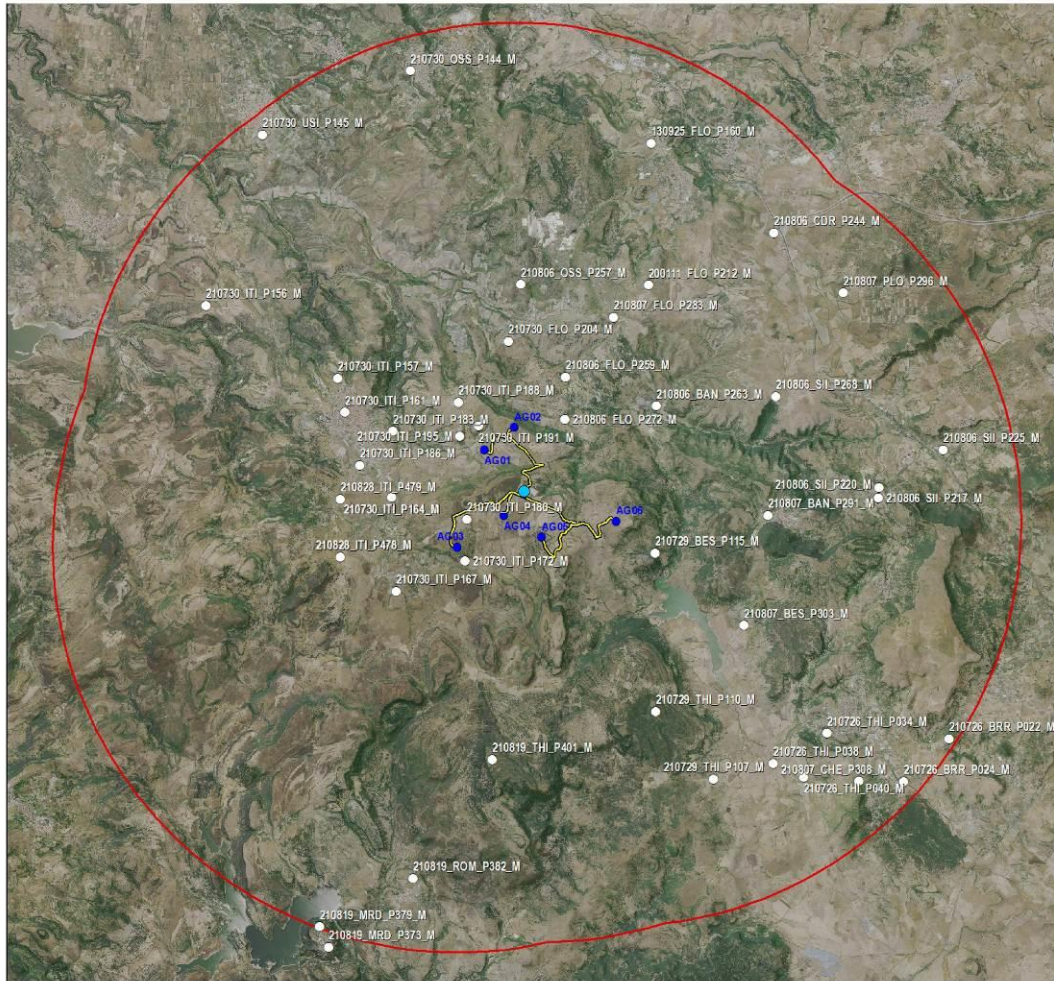 210730_OSS_P144_M
210730_USI_P145_M
130925_FLO_P160_M
210806_CDR_P244_M
210806_OSS_P257_M
200111_FLO_P212_M
210807_PLO_P296_M
210730_ITI_P156_M
210807_FLO_P283_M
210730_FLO_P204_M
210730_ITI_P157_M
210806_FLO_P259_M
210730_ITI_P188_M
210806_BAN_P263_M
210806_SII_P268_M
210730_ITI_P161_M
210730_ITI_P183_M
AG02
210806_FLO_P272_M
210730_ITI_P195_M
210730_ITI_P191_M
210806_SII_P225_M
AG01
210730_ITI_P186_M
210806_SII_P220_M
210828_ITI_P479_M
210807_BAN_P291_M
210806_SII_P217_M
210730_ITI_P164_M
210730_ITI_P180_M
AG06
AG04
AG03
AG05
210828_ITI_P478_M
210730_ITI_P172_M
210729_BES_P115_M
210730_ITI_P167_M
210807_BES_P303_M
210729_THI_P110_M
210726_THI_P034_M
210726_BRR_P022_M
210819_THI_P401_M
210726_THI_P038_M
210729_THI_P107_M
210807_CHE_P308_M
210726_BRR_P024_M
210726_THI_P040_M
210819_ROM_P382_M
210819_MRD_P379_M
210819_MRD_P373_M